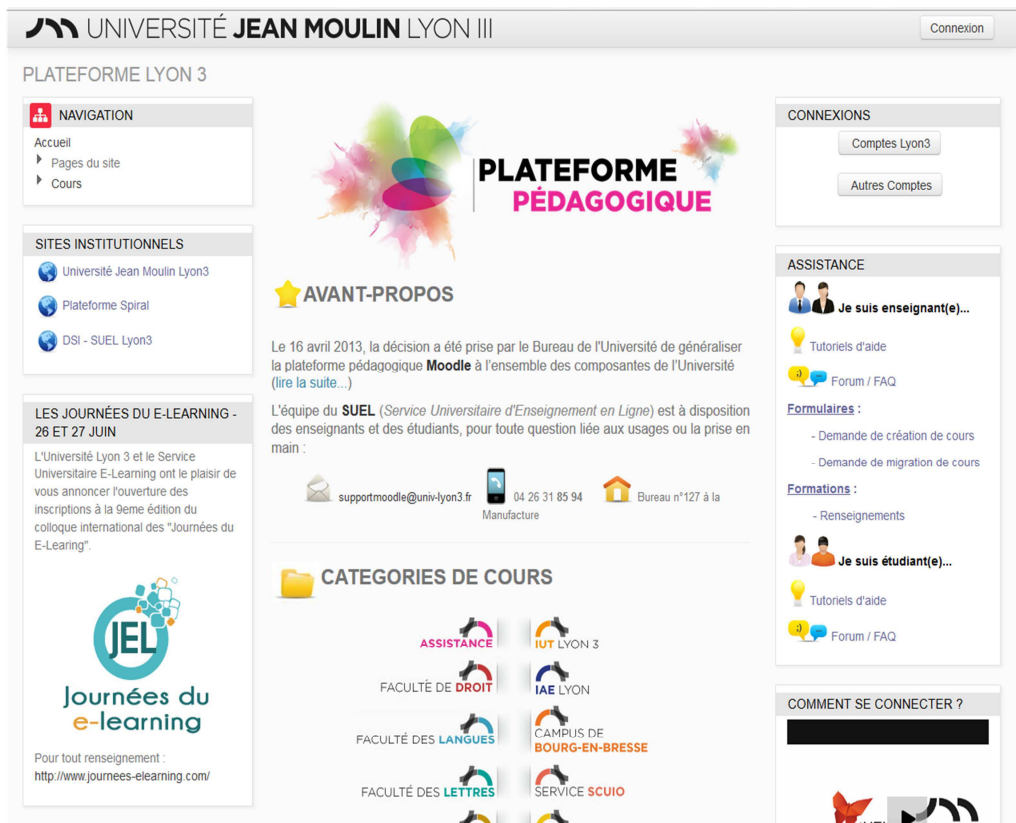 UNIVERSITÉ JEAN MOULIN LYON III
Connexion
PLATEFORME LYON 3
NAVIGATION
Accueil
Pages du site
Cours
SITES INSTITUTIONNELS
Université Jean Moulin Lyon3
Plateforme Spiral
DSI - SUEL Lyon3
LES JOURNÉES DU E-LEARNING -
26 ET 27 JUIN
L'Université Lyon 3 et le Service
Universitaire E-Learning ont le plaisir de
vous annoncer l'ouverture des
inscriptions à la 9eme édition du
colloque international des "Journées du
E-Learing".
JEL
Journées du
e-learning
Pour tout renseignement :
http://www.journees-elearning.com/
PLATEFORME
PÉDAGOGIQUE
AVANT-PROPOS
Le 16 avril 2013, la décision a été prise par le Bureau de l'Université de généraliser
la plateforme pédagogique Moodle à l'ensemble des composantes de l'Université
(lire la suite...)
L'équipe du SUEL (Service Universitaire d'Enseignement en Ligne) est à disposition
des enseignants et des étudiants, pour toute question liée aux usages ou la prise en
main :
supportmoodle@univ-lyon3.fr 04 26 31 85 94 Bureau n°127 à la
Manufacture
CATEGORIES DE COURS
ASSISTANCE
IUT LYON 3
FACULTÉ DE DROIT
IAE LYON
FACULTÉ DES LANGUES
CAMPUS DE
BOURG-EN-BRESSE
FACULTÉ DES LETTRES
SERVICE SCUIO
CONNEXIONS
Comptes Lyon3
Autres Comptes
ASSISTANCE
Je suis enseignant(e)...
Tutoriels d'aide
Forum / FAQ
Formulaires :
- Demande de création de cours
- Demande de migration de cours
Formations :
- Renseignements
Je suis étudiant(e)...
Tutoriels d'aide
Forum / FAQ
COMMENT SE CONNECTER ?